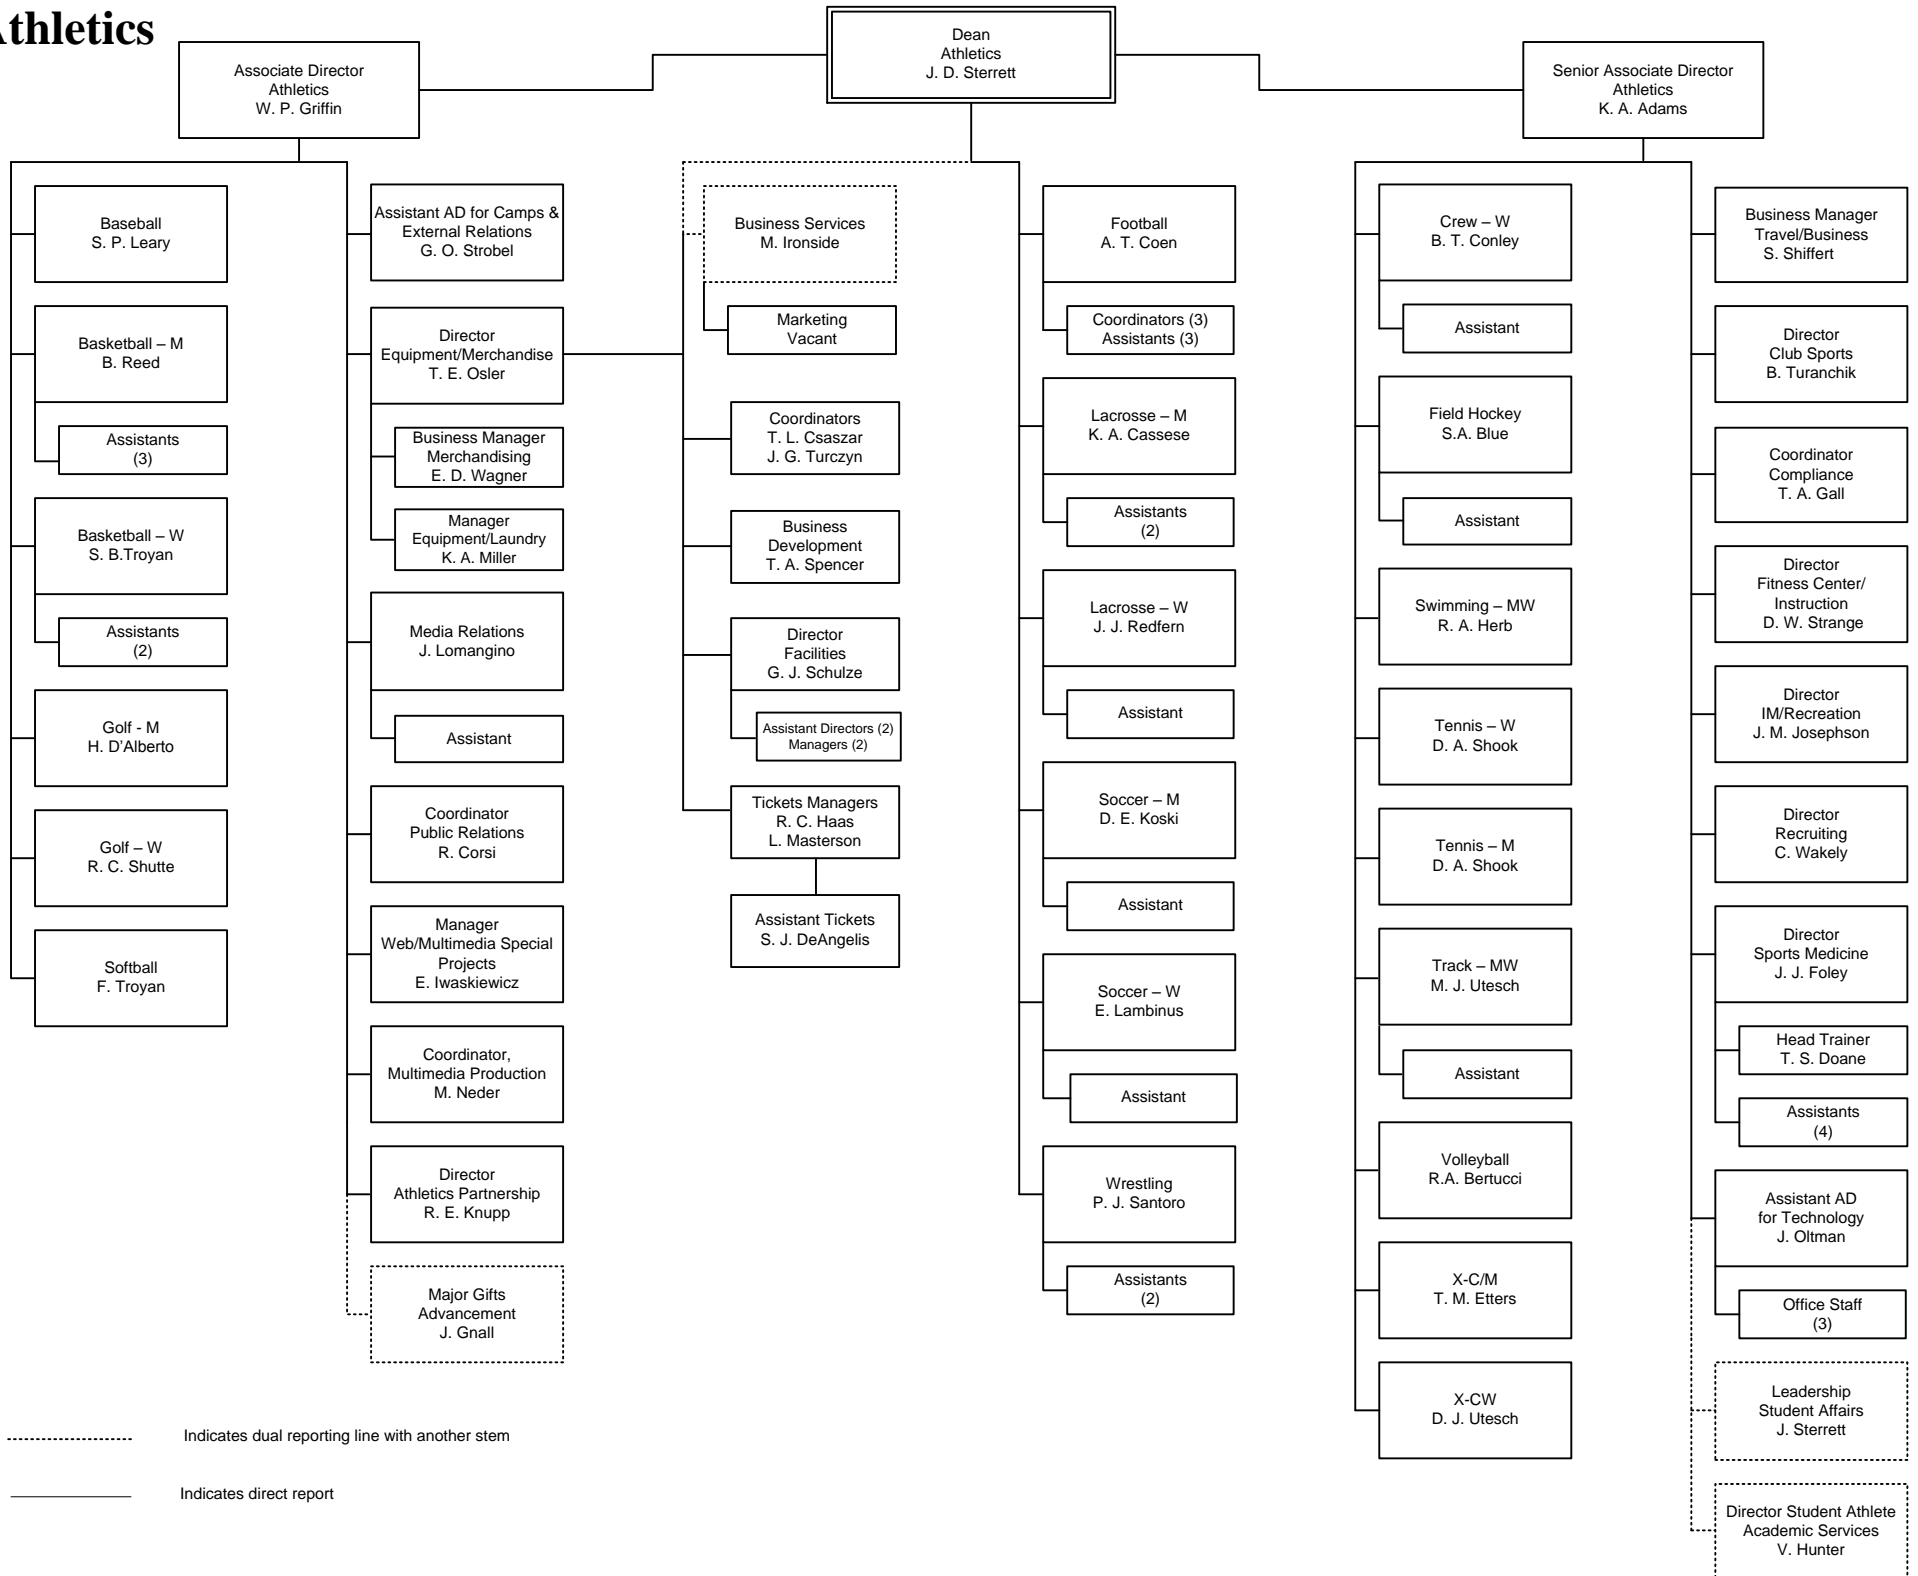 Athletics
Dean
Athletics
J. D. Sterrett
Associate Director
Athletics
W. P. Griffin
Senior Associate Director
Athletics
K. A. Adams
Baseball
S. P. Leary
Basketball – M
B. Reed
Assistants
(3)
Basketball – W
S. B.Troyan
Assistants
(2)
Golf - M
H. D'Alberto
Golf – W
R. C. Shutte
Softball
F. Troyan
Assistant AD for Camps &
External Relations
G. O. Strobel
Director
Equipment/Merchandise
T. E. Osler
Business Manager
Merchandising
E. D. Wagner
Manager
Equipment/Laundry
K. A. Miller
Media Relations
J. Lomangino
Assistant
Coordinator
Public Relations
R. Corsi
Manager
Web/Multimedia Special
Projects
E. Iwaskiewicz
Coordinator,
Multimedia Production
M. Neder
Director
Athletics Partnership
R. E. Knupp
Major Gifts
Advancement
J. Gnall
Business Services
M. Ironside
Marketing
Vacant
Coordinators
T. L. Csaszar
J. G. Turczyn
Business
Development
T. A. Spencer
Director
Facilities
G. J. Schulze
Assistant Directors (2)
Managers (2)
Tickets Managers
R. C. Haas
L. Masterson
Assistant Tickets
S. J. DeAngelis
Football
A. T. Coen
Coordinators (3)
Assistants (3)
Lacrosse – M
K. A. Cassese
Assistants
(2)
Lacrosse – W
J. J. Redfern
Assistant
Soccer – M
D. E. Koski
Assistant
Soccer – W
E. Lambinus
Assistant
Wrestling
P. J. Santoro
Assistants
(2)
Crew – W
B. T. Conley
Assistant
Field Hockey
S.A. Blue
Assistant
Swimming – MW
R. A. Herb
Tennis – W
D. A. Shook
Tennis – M
D. A. Shook
Track – MW
M. J. Utesch
Assistant
Volleyball
R.A. Bertucci
X-C/M
T. M. Etters
X-CW
D. J. Utesch
Business Manager
Travel/Business
S. Shiffert
Director
Club Sports
B. Turanchik
Coordinator
Compliance
T. A. Gall
Director
Fitness Center/
Instruction
D. W. Strange
Director
IM/Recreation
J. M. Josephson
Director
Recruiting
C. Wakely
Director
Sports Medicine
J. J. Foley
Head Trainer
T. S. Doane
Assistants
(4)
Assistant AD
for Technology
J. Oltman
Office Staff
(3)
Leadership
Student Affairs
J. Sterrett
Director Student Athlete
Academic Services
V. Hunter
Indicates dual reporting line with another stem
Indicates direct report